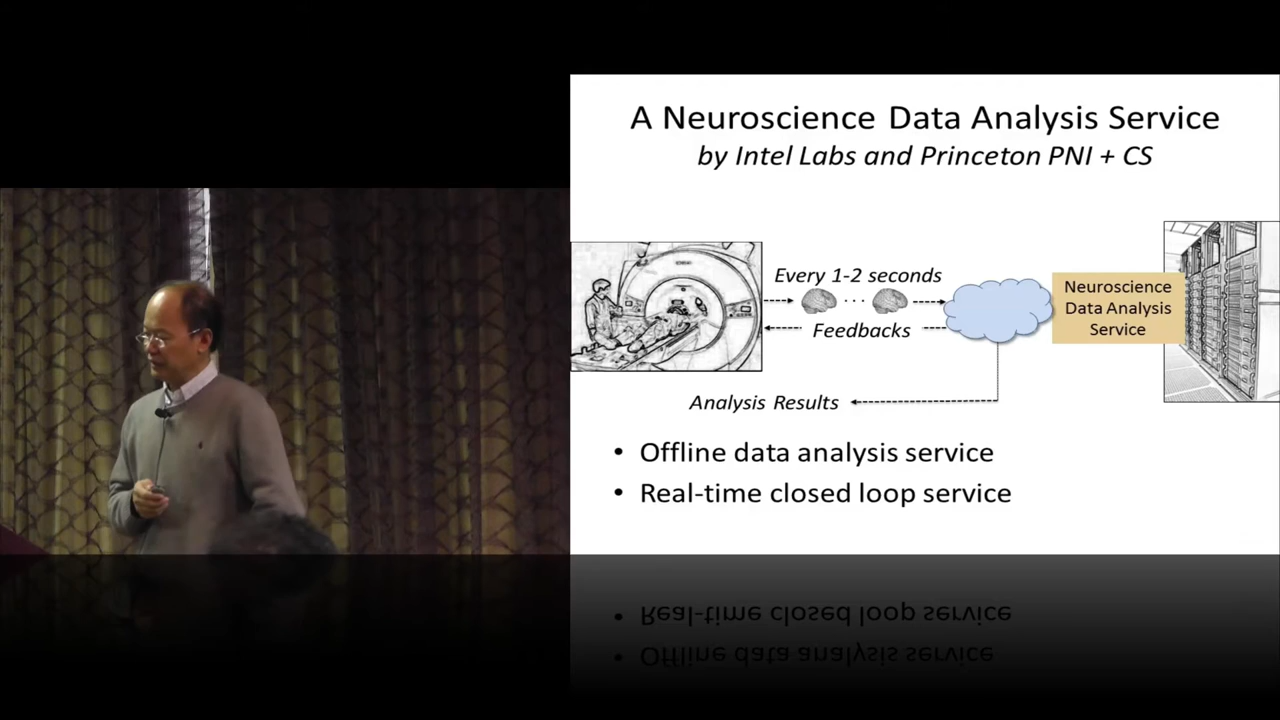 A Neuroscience Data Analysis Service
by Intel Labs and Princeton PNI + CS
Every 1-2 seconds
...
Feedbacks
Neuroscience
Data Analysis
Service
Analysis Results
• Offline data analysis service
• Real-time closed loop service